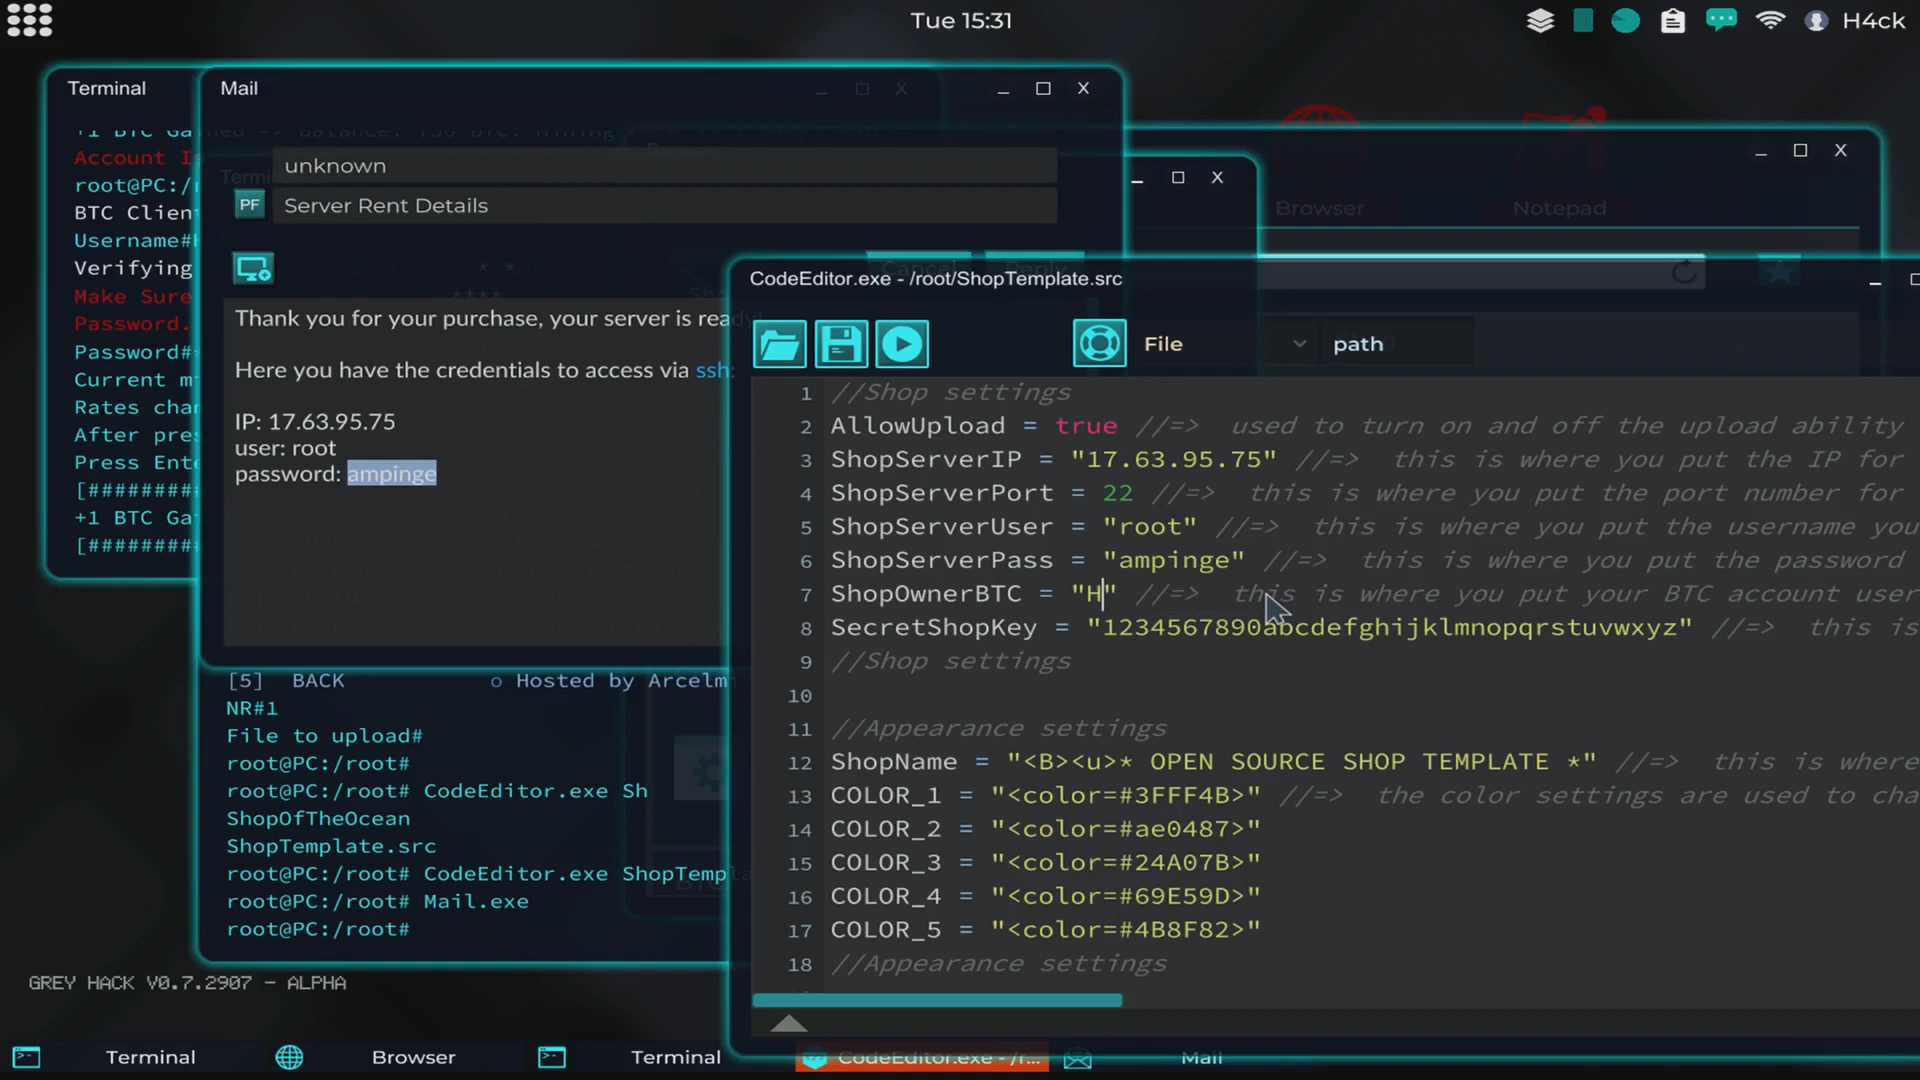 Tue 15:31
H4ck
Terminal
Account I
root@PC:/
BTC Client
Username#
Verifying
Make Sure
Password.
Password#
Current m
Rates cha
After pre
Press Ente
[##########
+1 BTC Ga
[##########
Mail
unknown
PF
Server Rent Details
Thank you for your purchase, your server is ready
Here you have the credentials to access via ssh:
IP: 17.63.95.75
user: root
password: ampinge
Browser
Notepad
[5] BACK o Hosted by Arcelm
NR#1
File to upload#
root@PC:/root#
root@PC:/root# CodeEditor.exe Sh
ShopOfTheOcean
ShopTemplate.src
root@PC:/root# CodeEditor.exe ShopTempl
root@PC:/root# Mail.exe
root@PC:/root#
CodeEditor.exe - /root/ShopTemplate.src
File
path
1 //Shop settings
2 AllowUpload = true //=> used to turn on and off the upload ability
3 ShopServerIP = "17.63.95.75" //=> this is where you put the IP for
4 ShopServerPort = 22 //=> this is where you put the port number for
5 ShopServerUser = "root" //=> this is where you put the username you
6 ShopServerPass = "ampinge" //=> this is where you put the password
7 ShopOwnerBTC = "H" //=> this is where you put your BTC account user
8 SecretShopKey = "1234567890abcdefghijklmnopqrstuvwxyz" //=> this is
9 //Shop settings
10
11 //Appearance settings
12 ShopName = "<B><u>* OPEN SOURCE SHOP TEMPLATE *" //=> this is where
13 COLOR_1 = "<color=#3FFF4B>" //=> the color settings are used to cha
14 COLOR_2 = "<color=#ae0487>"
15 COLOR_3 = "<color=#24A07B>"
16 COLOR_4 = "<color=#69E59D>"
17 COLOR_5 = "<color=#4B8F82>"
18 //Appearance settings
GREY HACK V0.7.2907 - ALPHA
Terminal
Browser
Terminal
CodeEditor.exe - /r...
Mail